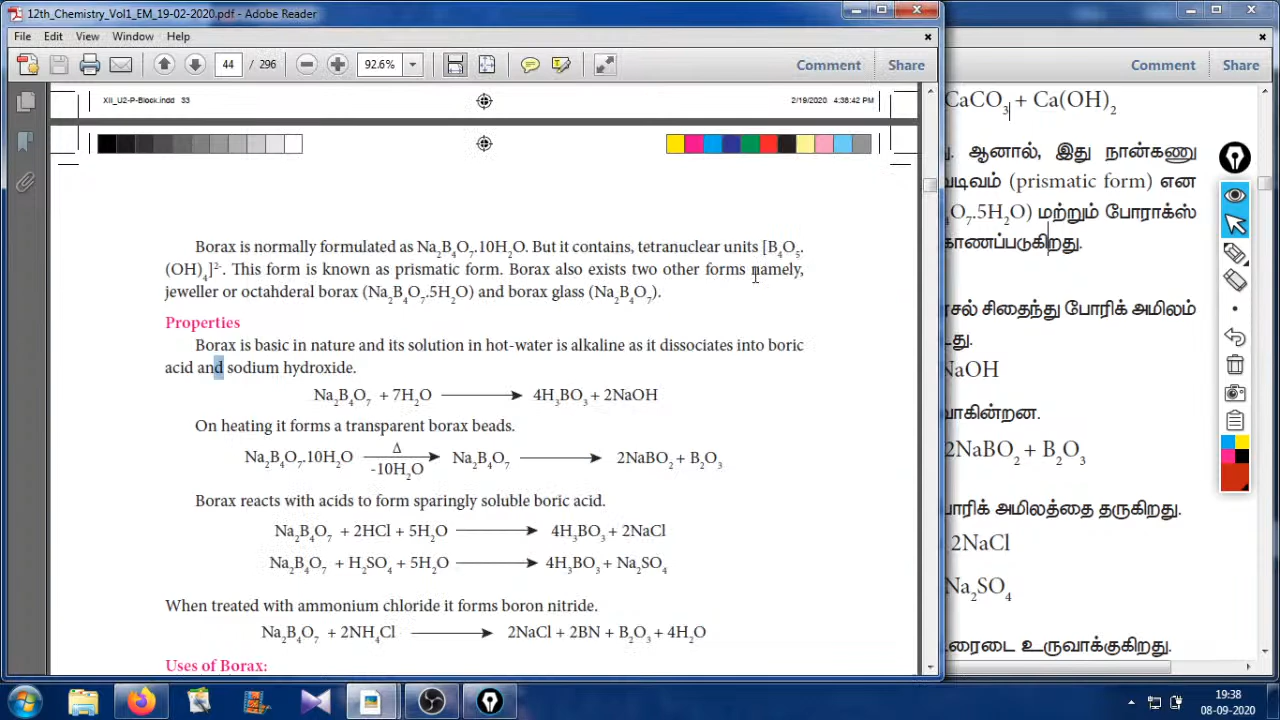 12th_Chemistry_Vol1_EM_19-02-2020.pdf - Adobe Reader
File Edit View Window Help
44 / 296 92.6% Comment Share
Comment Share
XII_U2-P-Block.indd 33 2/19/2020 4:38:42 PM
Borax is normally formulated as Na₂B₄O₇.10H₂O. But it contains, tetranuclear units [B₄O₅.
(OH)₄]²⁻. This form is known as prismatic form. Borax also exists two other forms namely,
jeweller or octahderal borax (Na₂B₄O₇.5H₂O) and borax glass (Na₂B₄O₇).
Properties
Borax is basic in nature and its solution in hot-water is alkaline as it dissociates into boric
acid and sodium hydroxide.
Na₂B₄O₇ + 7H₂O ⟶ 4H₃BO₃ + 2NaOH
On heating it forms a transparent borax beads.
Na₂B₄O₇.10H₂O Δ -10H₂O ⟶ Na₂B₄O₇ ⟶ 2NaBO₂ + B₂O₃
Borax reacts with acids to form sparingly soluble boric acid.
Na₂B₄O₇ + 2HCl + 5H₂O ⟶ 4H₃BO₃ + 2NaCl
Na₂B₄O₇ + H₂SO₄ + 5H₂O ⟶ 4H₃BO₃ + Na₂SO₄
When treated with ammonium chloride it forms boron nitride.
Na₂B₄O₇ + 2NH₄Cl ⟶ 2NaCl + 2BN + B₂O₃ + 4H₂O
Uses of Borax:
CaCO₃ + Ca(OH)₂
ஆனால், இது நான்கணு
(prismatic form) என
O₇.5H₂O) மற்றும் போராக்ஸ்
காணப்படுகிறது.
சிதைந்து போரிக் அமிலம்
NaOH
2NaBO₂ + B₂O₃
அமிலத்தை தருகிறது.
2NaCl
Na₂SO₄
உருவாக்குகிறது.
19:38
08-09-2020